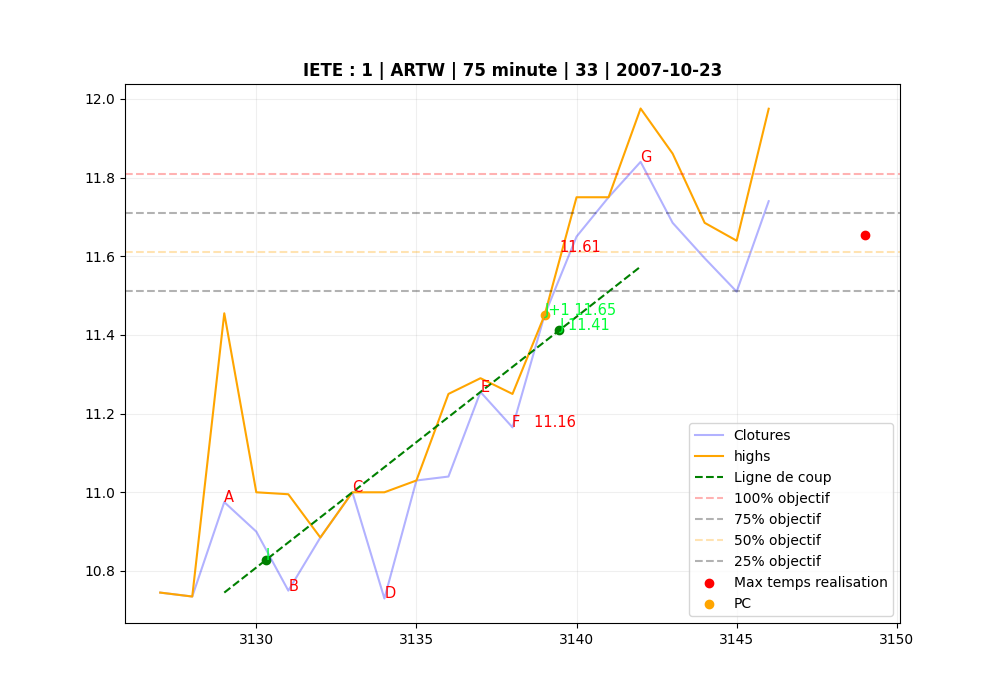 IETE : 1 | ARTW | 75 minute | 33 | 2007-10-23
12.0
11.8
11.6
11.4
11.2
11.0
10.8
G
11.61
+1 11.65
11.41
E
F 11.16
A
C
B
D
Clotures
highs
Ligne de coup
100% objectif
75% objectif
50% objectif
25% objectif
Max temps realisation
PC
3130
3135
3140
3145
3150